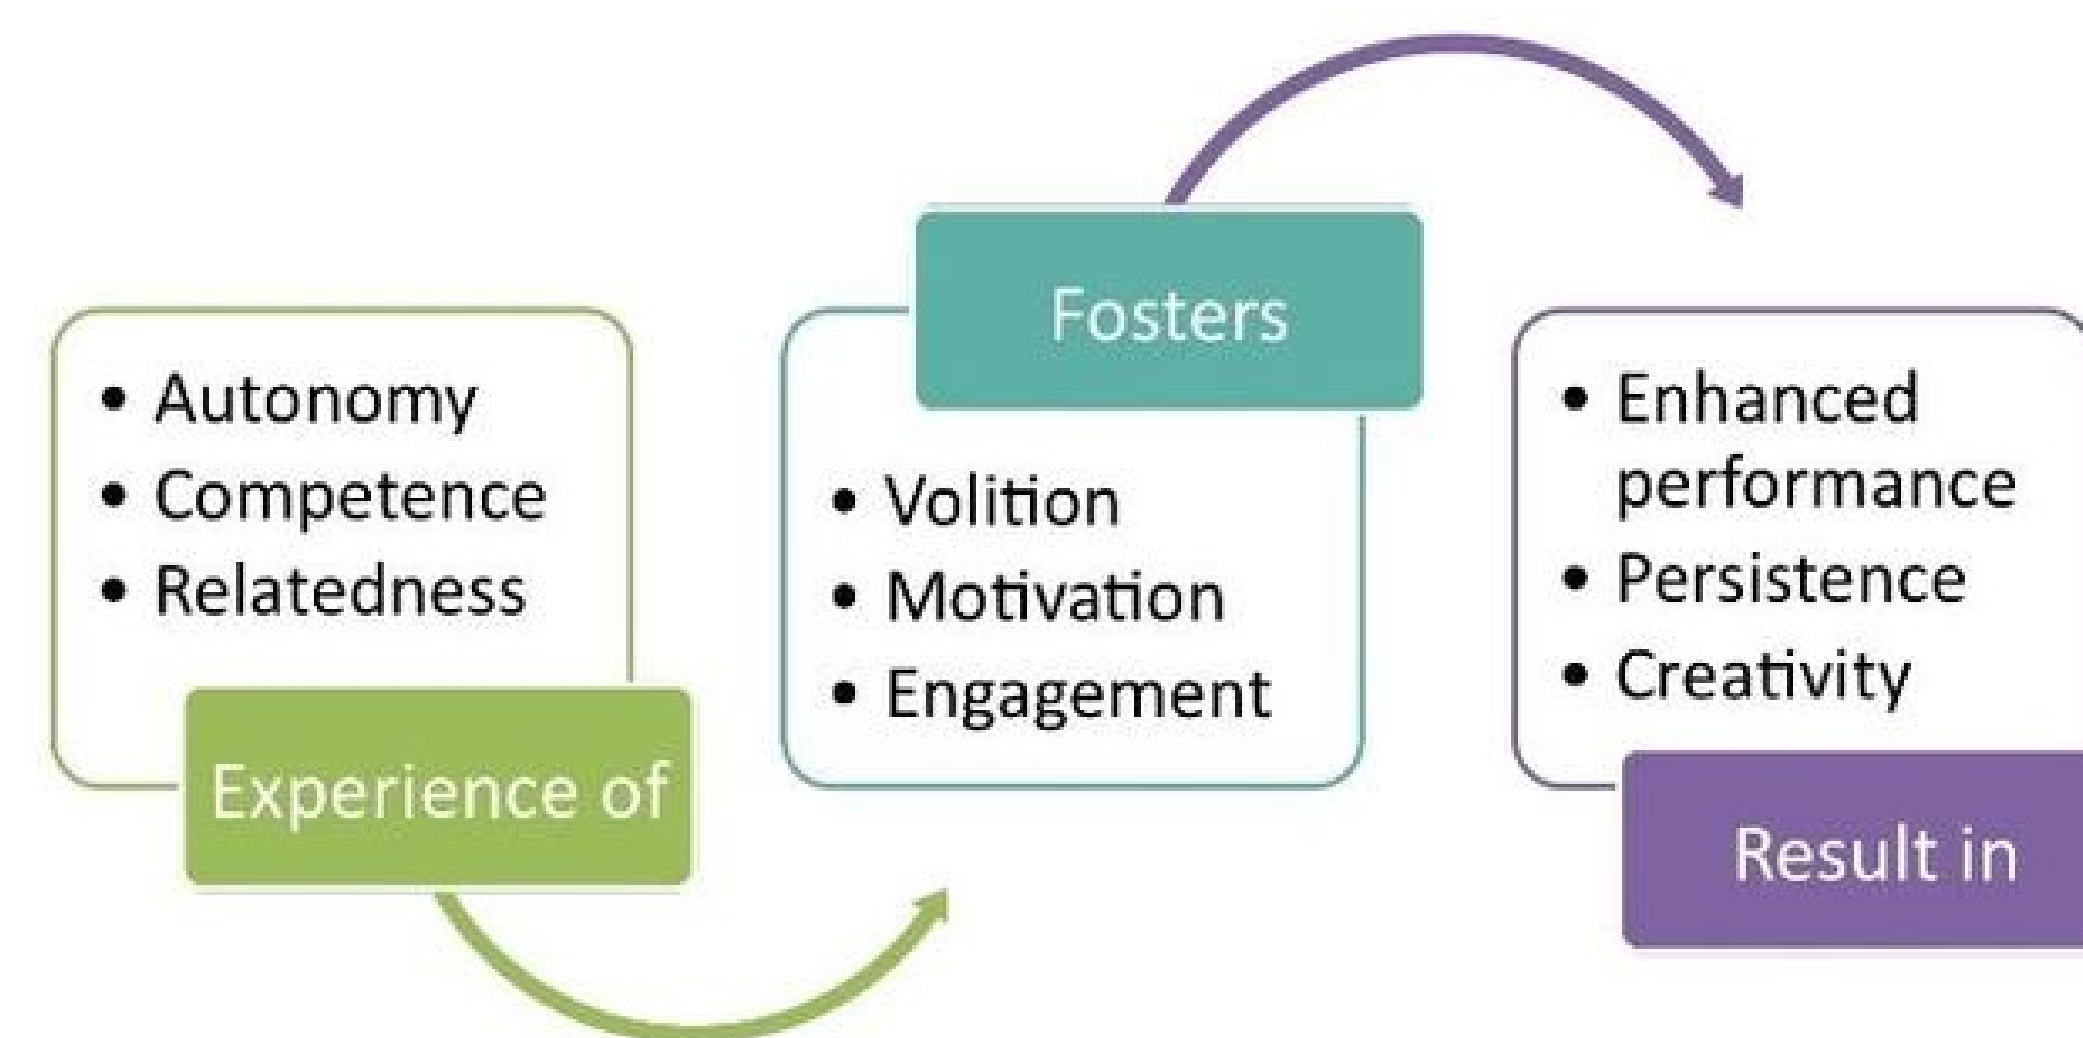 • Autonomy
• Competence
• Relatedness
Experience of
Fosters
• Volition
• Motivation
• Engagement
• Enhanced
performance
• Persistence
• Creativity
Result in